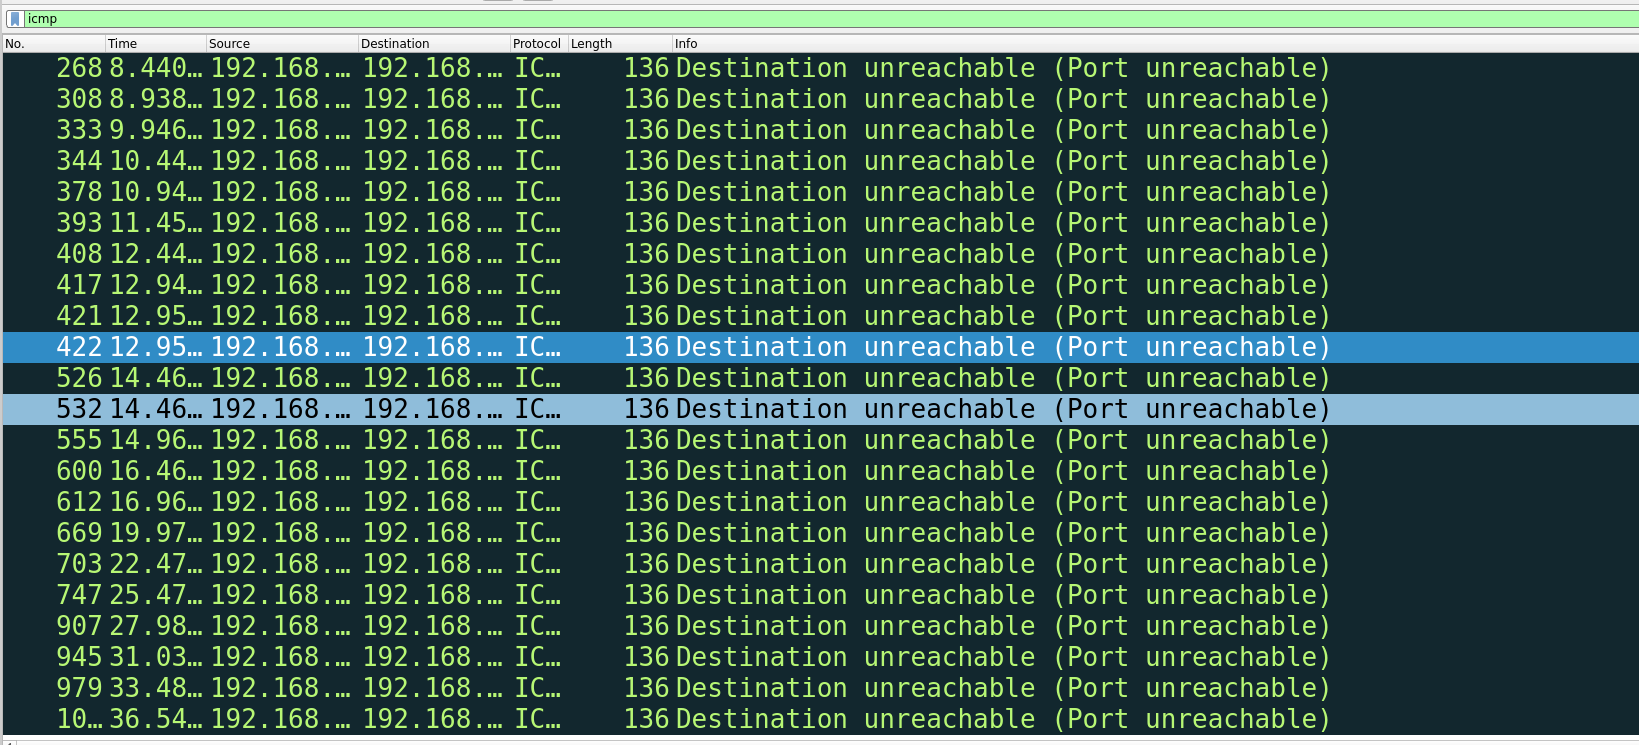 icmp
No. Time Source Destination Protocol Length Info
268 8.440… 192.168.… 192.168.… IC… 136 Destination unreachable (Port unreachable)
308 8.938… 192.168.… 192.168.… IC… 136 Destination unreachable (Port unreachable)
333 9.946… 192.168.… 192.168.… IC… 136 Destination unreachable (Port unreachable)
344 10.44… 192.168.… 192.168.… IC… 136 Destination unreachable (Port unreachable)
378 10.94… 192.168.… 192.168.… IC… 136 Destination unreachable (Port unreachable)
393 11.45… 192.168.… 192.168.… IC… 136 Destination unreachable (Port unreachable)
408 12.44… 192.168.… 192.168.… IC… 136 Destination unreachable (Port unreachable)
417 12.94… 192.168.… 192.168.… IC… 136 Destination unreachable (Port unreachable)
421 12.95… 192.168.… 192.168.… IC… 136 Destination unreachable (Port unreachable)
422 12.95… 192.168.… 192.168.… IC… 136 Destination unreachable (Port unreachable)
526 14.46… 192.168.… 192.168.… IC… 136 Destination unreachable (Port unreachable)
532 14.46… 192.168.… 192.168.… IC… 136 Destination unreachable (Port unreachable)
555 14.96… 192.168.… 192.168.… IC… 136 Destination unreachable (Port unreachable)
600 16.46… 192.168.… 192.168.… IC… 136 Destination unreachable (Port unreachable)
612 16.96… 192.168.… 192.168.… IC… 136 Destination unreachable (Port unreachable)
669 19.97… 192.168.… 192.168.… IC… 136 Destination unreachable (Port unreachable)
703 22.47… 192.168.… 192.168.… IC… 136 Destination unreachable (Port unreachable)
747 25.47… 192.168.… 192.168.… IC… 136 Destination unreachable (Port unreachable)
907 27.98… 192.168.… 192.168.… IC… 136 Destination unreachable (Port unreachable)
945 31.03… 192.168.… 192.168.… IC… 136 Destination unreachable (Port unreachable)
979 33.48… 192.168.… 192.168.… IC… 136 Destination unreachable (Port unreachable)
10… 36.54… 192.168.… 192.168.… IC… 136 Destination unreachable (Port unreachable)